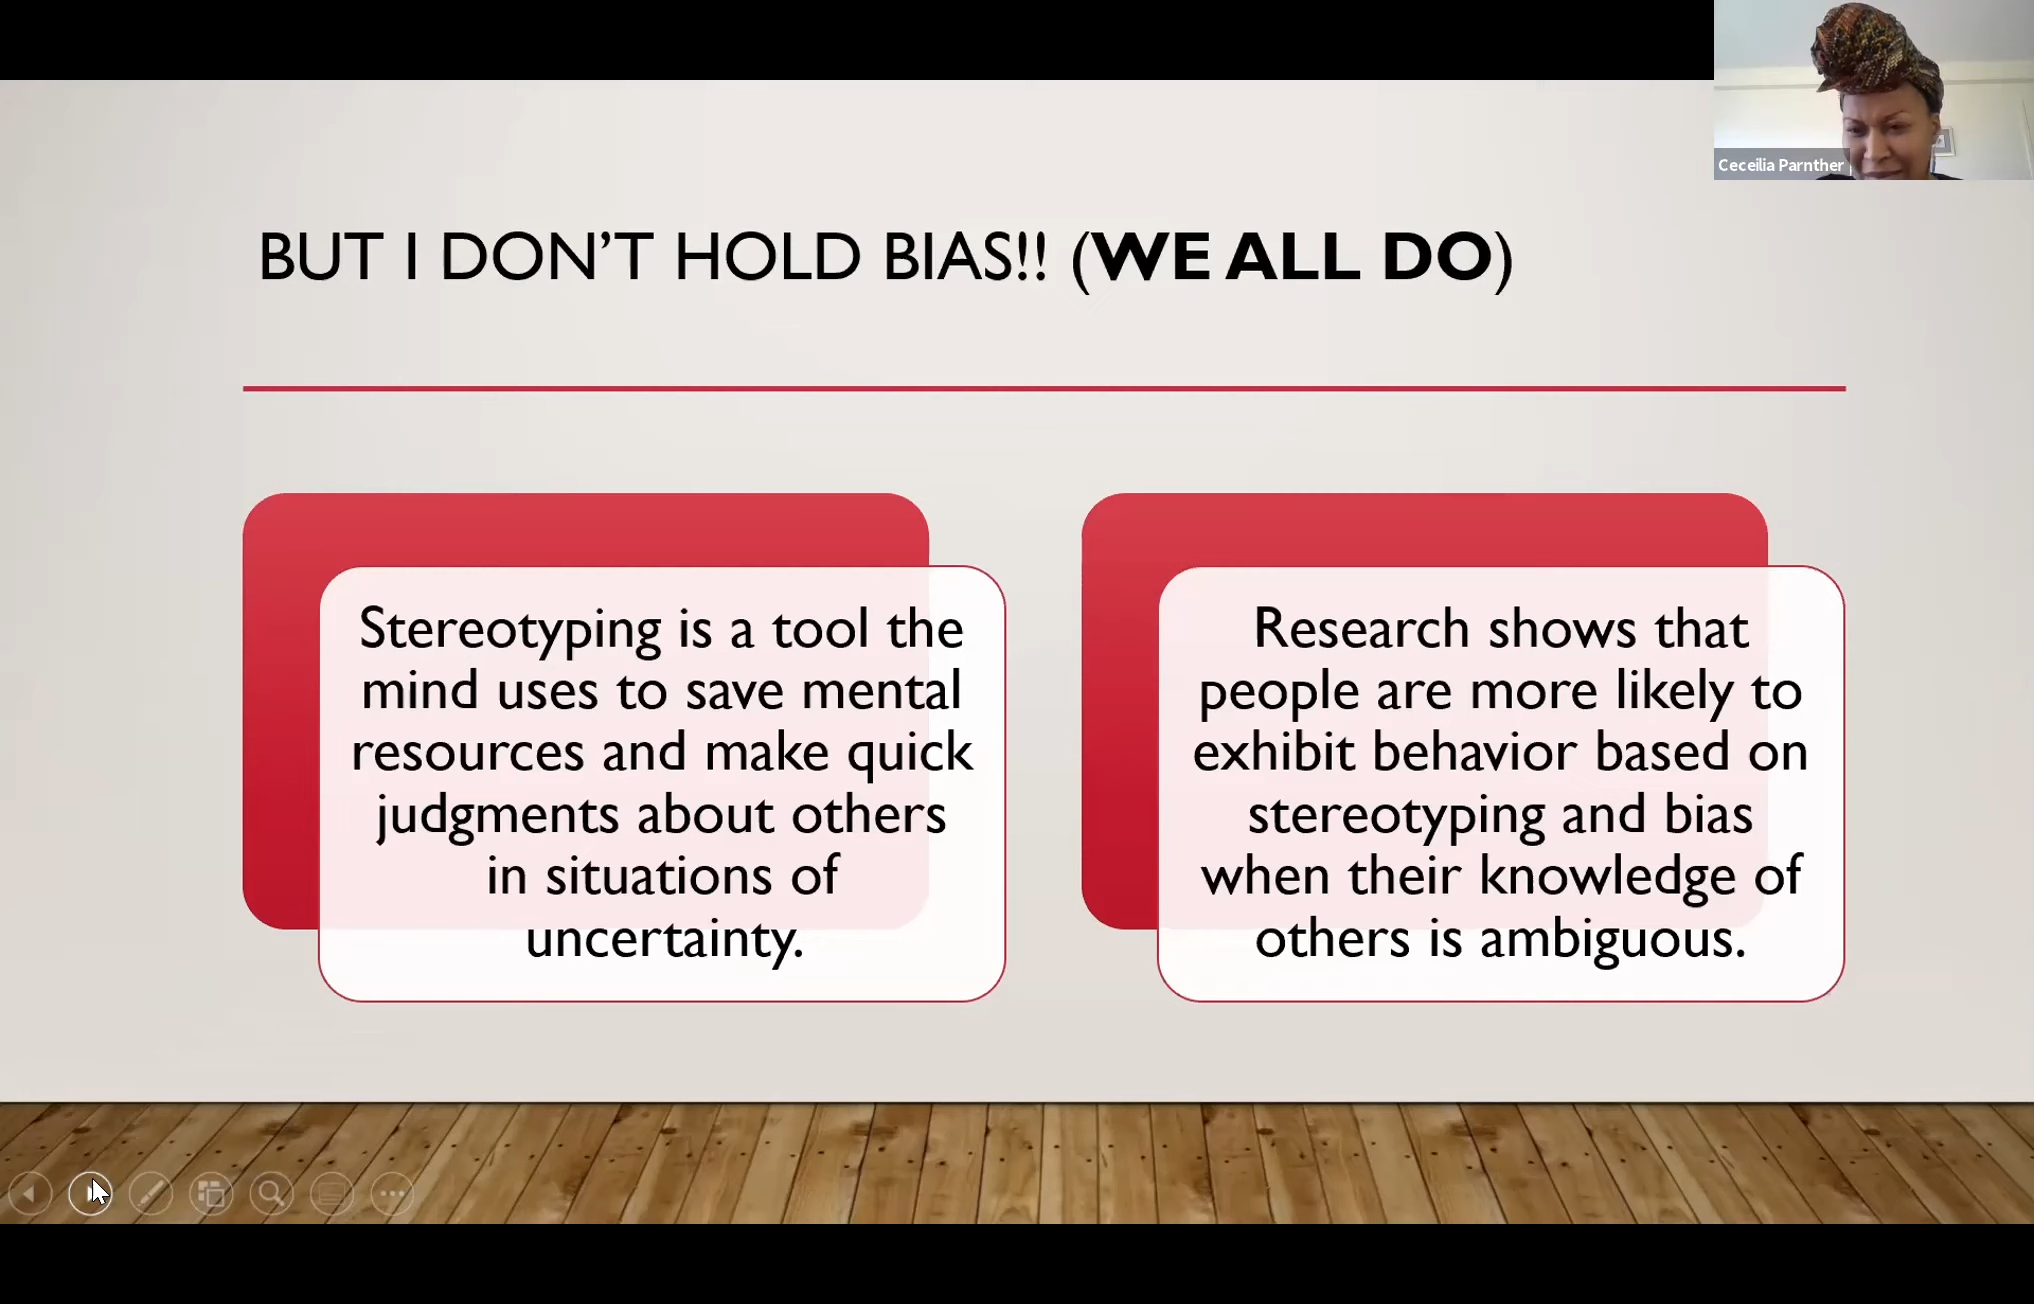 Ceceilia Parnther
BUT I DON’T HOLD BIAS!! (WE ALL DO)
Stereotyping is a tool the
mind uses to save mental
resources and make quick
judgments about others
in situations of
uncertainty.
Research shows that
people are more likely to
exhibit behavior based on
stereotyping and bias
when their knowledge of
others is ambiguous.